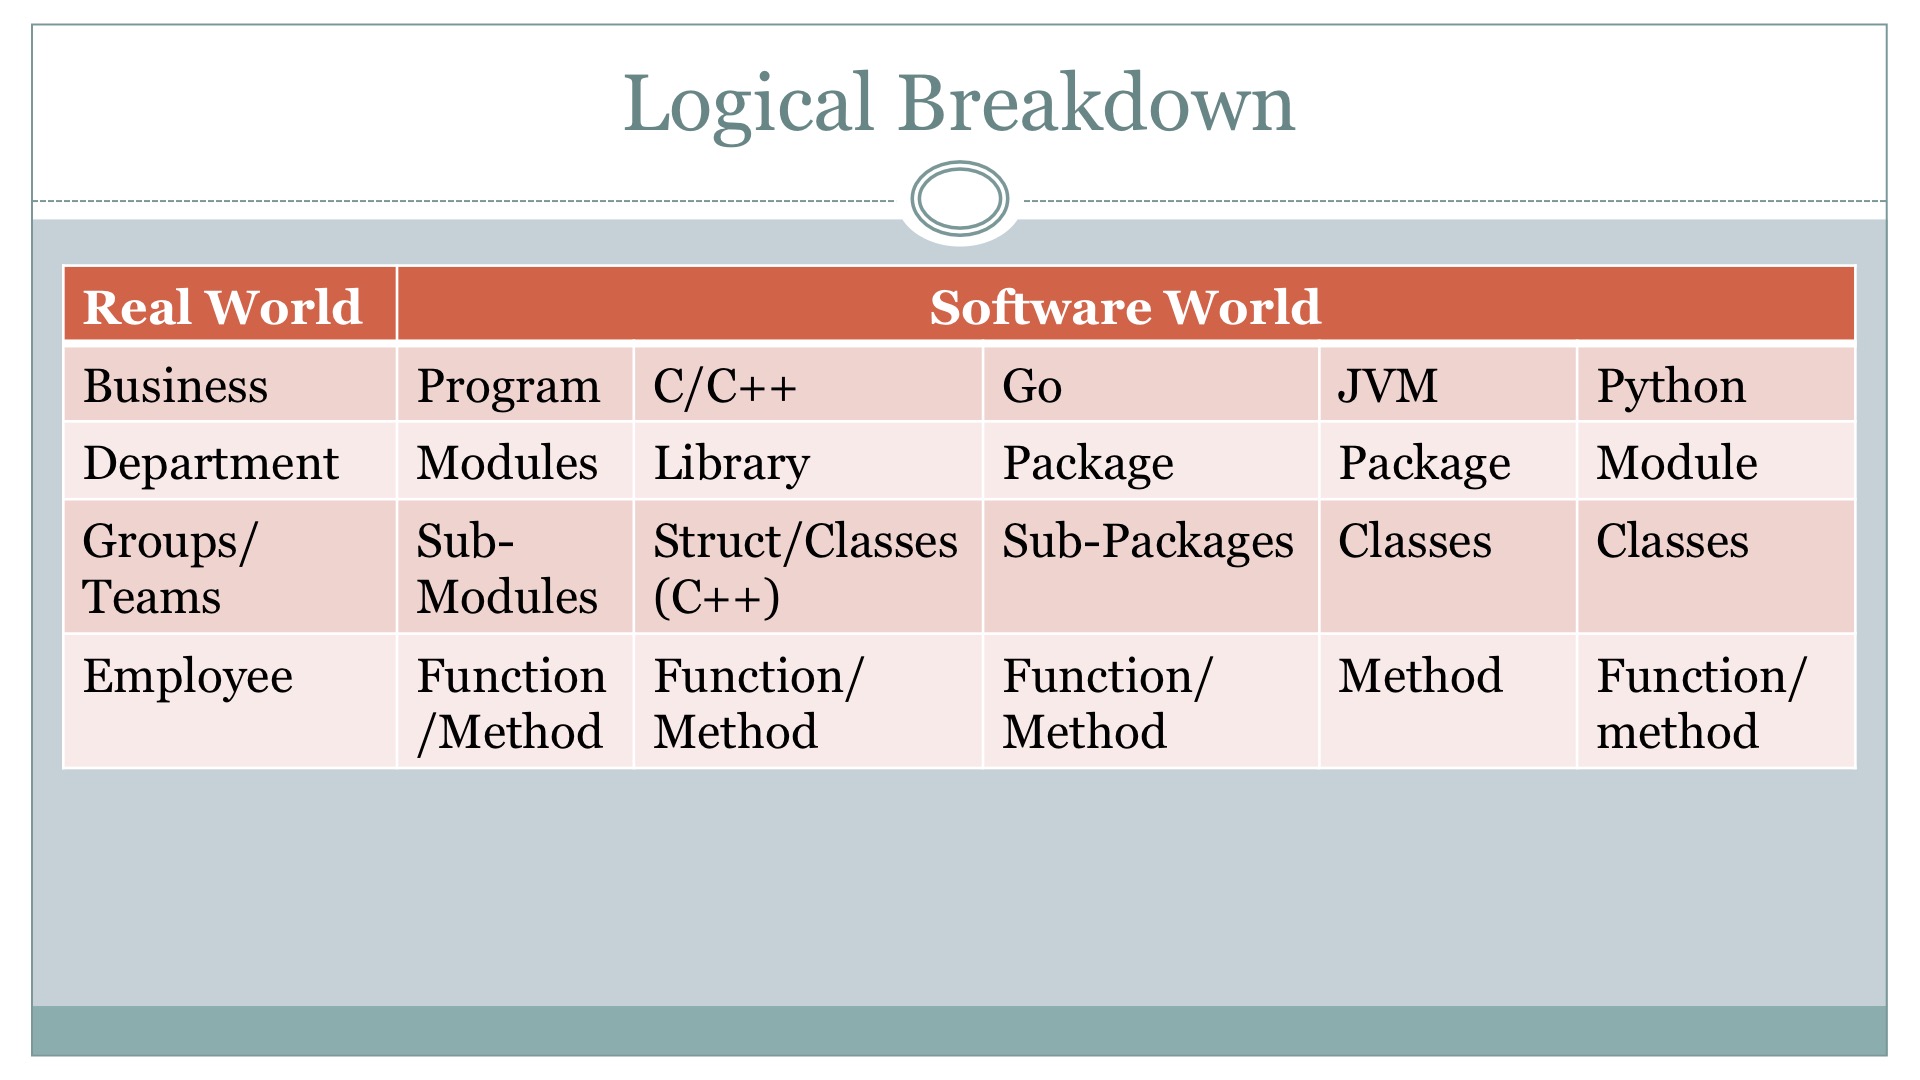 Logical Breakdown
Real World Software World
Business Program C/C++ Go JVM Python
Department Modules Library Package Package Module
Groups/ Sub- Struct/Classes Sub-Packages Classes Classes
Teams Modules (C++)
Employee Function Function/ Function/ Method Function/
/Method Method Method method